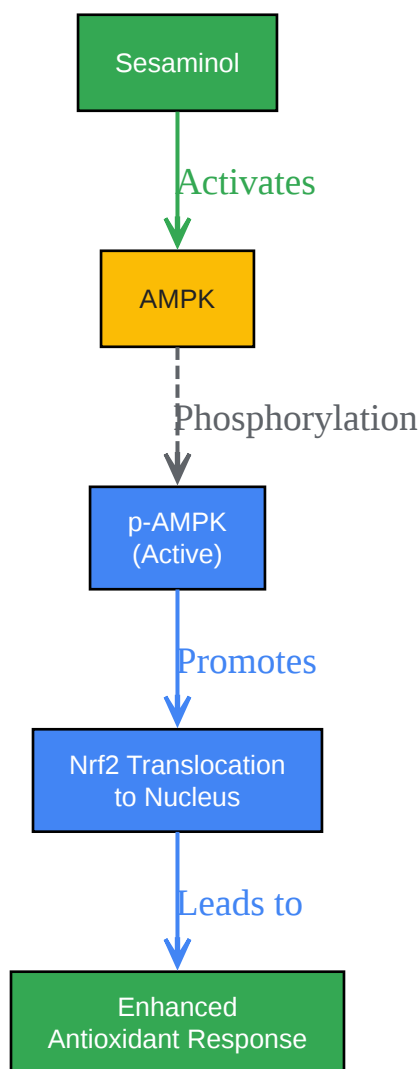 Sesaminol
Activates
AMPK
Phosphorylation
p-AMPK
(Active)
Promotes
Nrf2 Translocation
to Nucleus
Leads to
Enhanced
Antioxidant Response